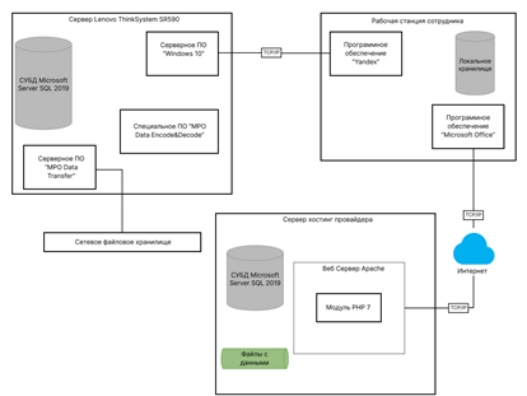 Сервер Lenovo ThinkSystem SR590
СУБД Microsoft
Server SQL 2019
Серверное ПО
"Windows 10"
Специальное ПО "MPO
Data Encode&Decode"
Серверное ПО
"MPO Data
Transfer"
Сетевое файловое хранилище
TCP/IP
Рабочая станция сотрудника
Программное
обеспечение
"Yandex"
Локальное
хранилище
Программное
обеспечение
"Microsoft Office"
TCP/IP
Интернет
TCP/IP
Сервер хостинг провайдера
СУБД Microsoft
Server SQL 2019
Веб Сервер Apache
Модуль PHP 7
Файлы с
данными